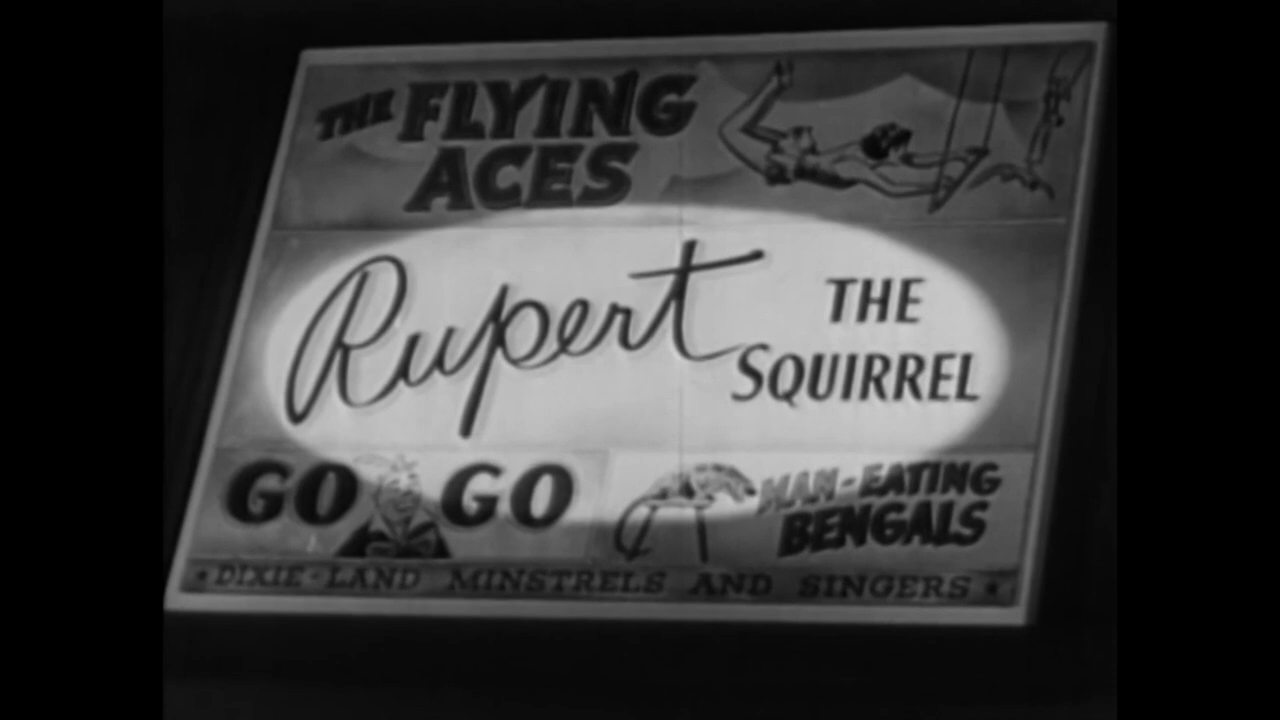 THE FLYING
ACES
Rupert THE
SQUIRREL
GO GO
MAN-EATING
BENGALS
DIXIE-LAND MINSTRELS AND SINGERS